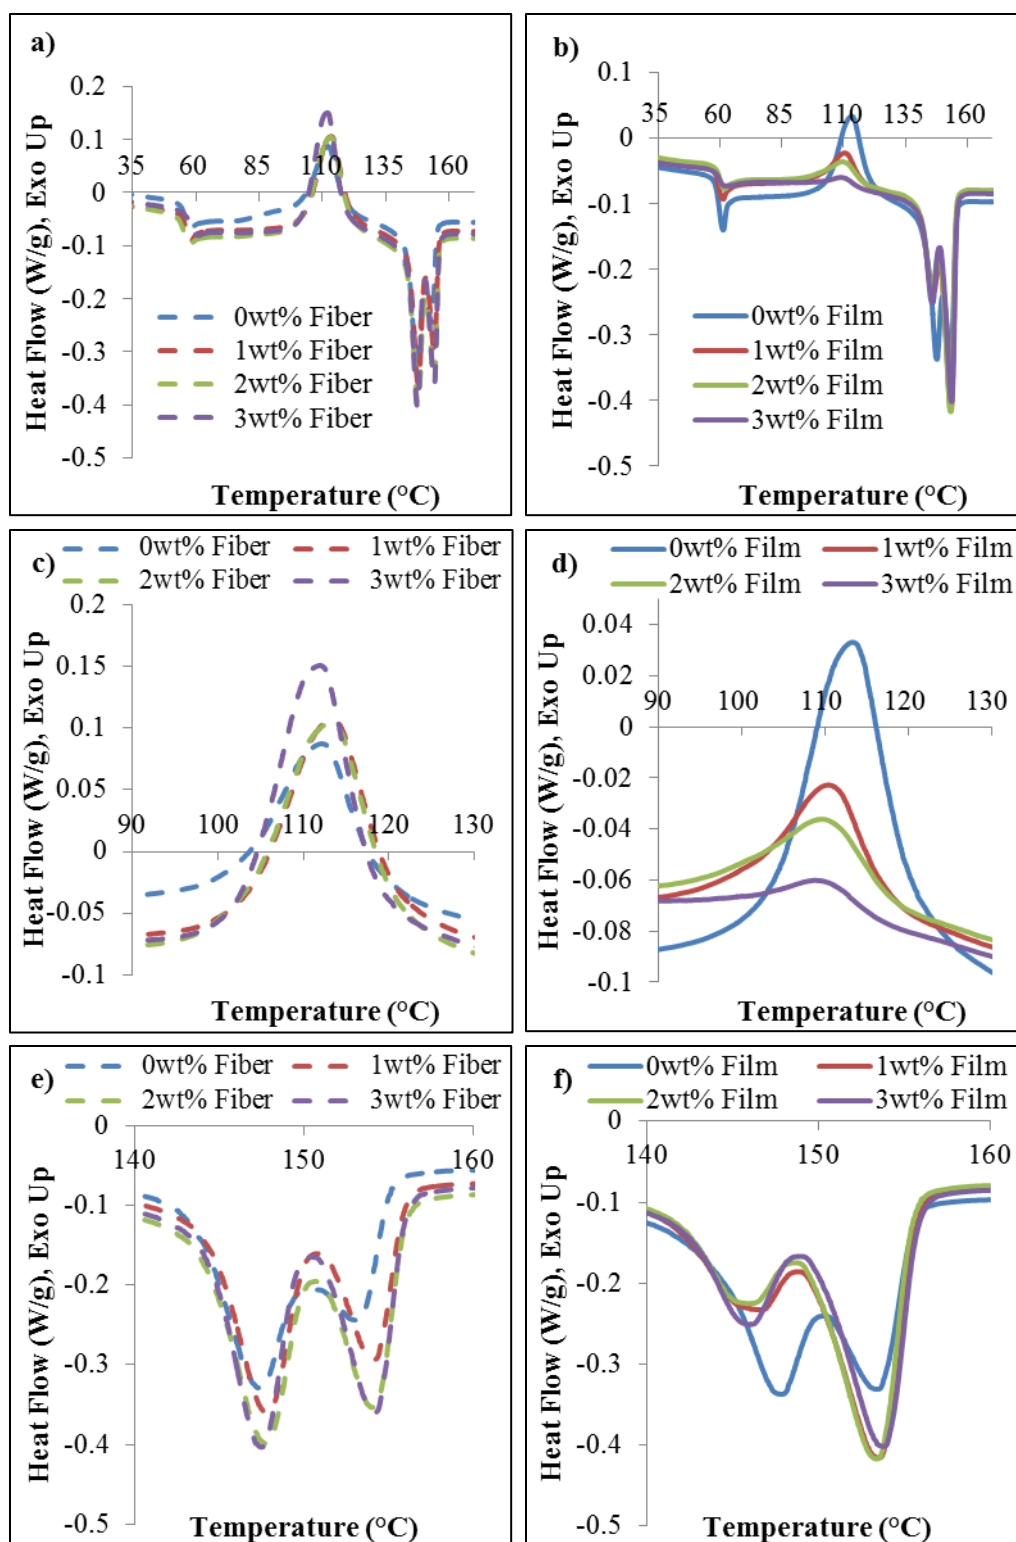 a)
Heat Flow (W/g), Exo Up
0.2
0.1
0
-0.1
-0.2
-0.3
-0.4
-0.5
35 60 85 110 135 160
0wt% Fiber
1wt% Fiber
2wt% Fiber
3wt% Fiber
Temperature (°C)
b)
Heat Flow (W/g), Exo Up
0.1
0
-0.1
-0.2
-0.3
-0.4
-0.5
35 60 85 110 135 160
0wt% Film
1wt% Film
2wt% Film
3wt% Film
Temperature (°C)
c)
0wt% Fiber 1wt% Fiber
2wt% Fiber 3wt% Fiber
Heat Flow (W/g), Exo Up
0.2
0.15
0.1
0.05
0
-0.05
-0.1
90 100 110 120 130
Temperature (°C)
d)
0wt% Film 1wt% Film
2wt% Film 3wt% Film
Heat Flow (W/g), Exo Up
0.04
0.02
0
-0.02
-0.04
-0.06
-0.08
-0.1
90 100 110 120 130
Temperature (°C)
e)
0wt% Fiber 1wt% Fiber
2wt% Fiber 3wt% Fiber
Heat Flow (W/g), Exo Up
0
-0.1
-0.2
-0.3
-0.4
-0.5
140 150 160
Temperature (°C)
f)
0wt% Film 1wt% Film
2wt% Film 3wt% Film
Heat Flow (W/g), Exo Up
0
-0.1
-0.2
-0.3
-0.4
-0.5
140 150 160
Temperature (°C)